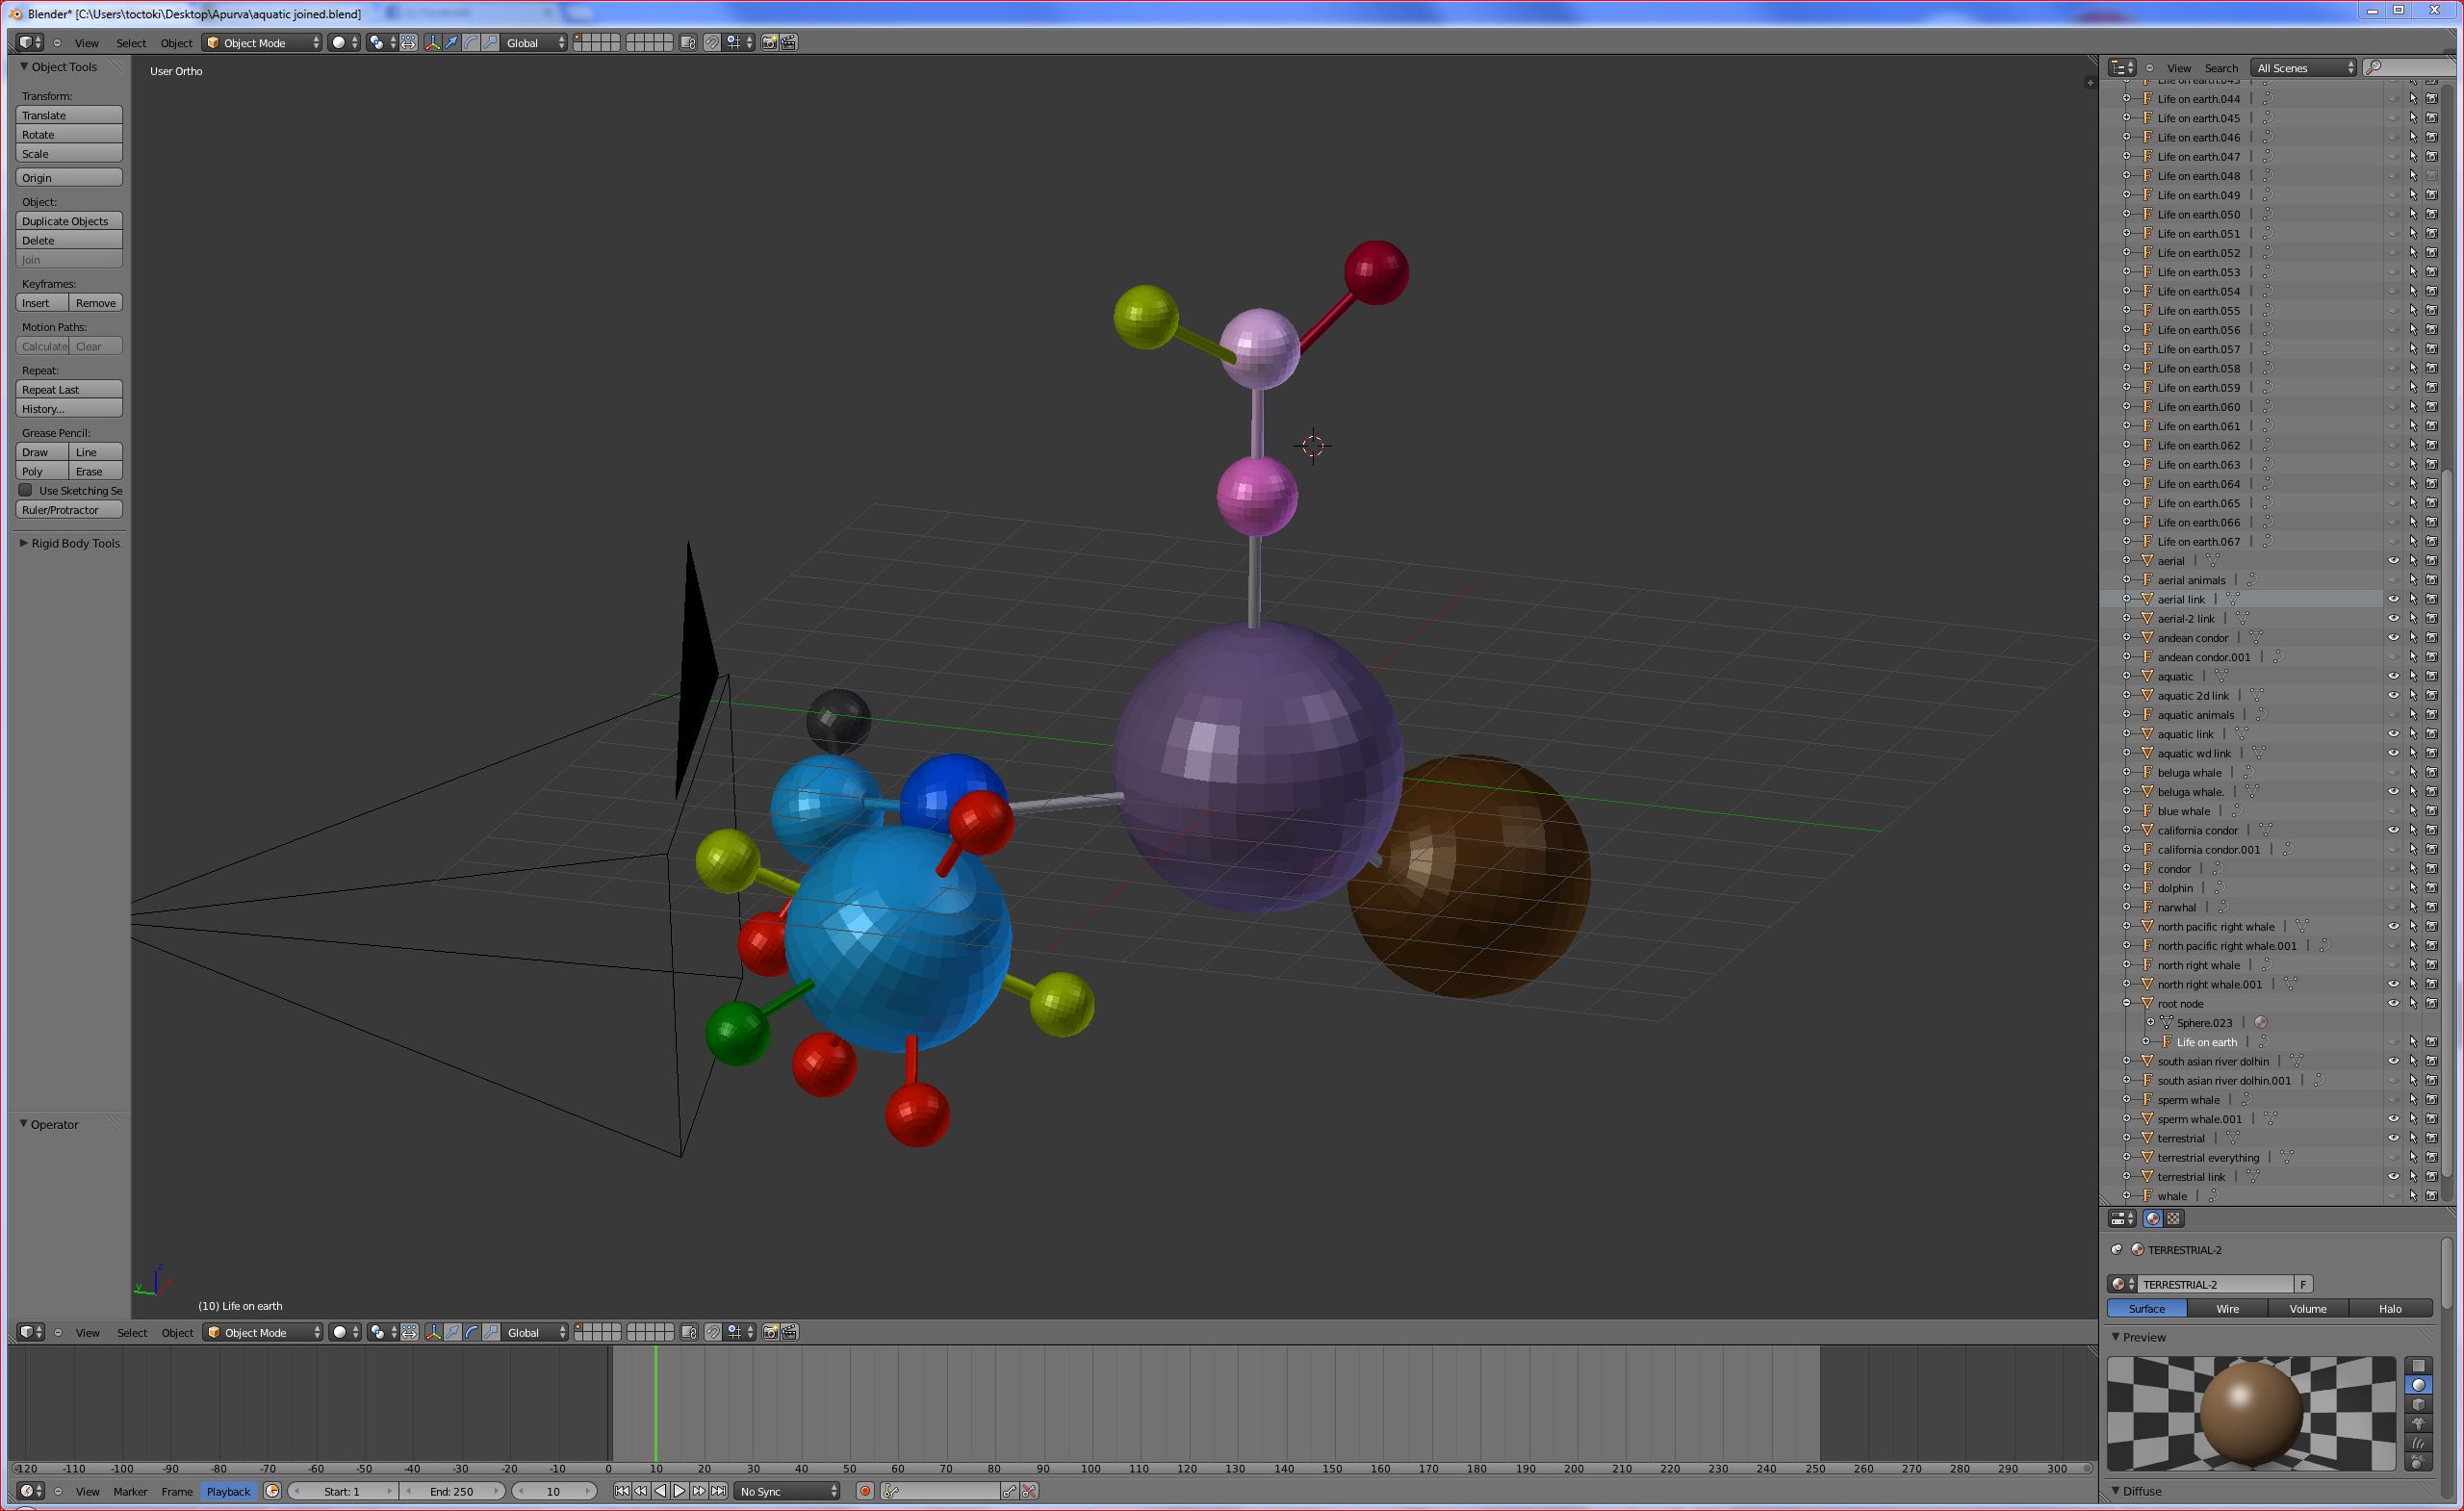 Blender* [C:\Users\toctoki\Desktop\Apurva\aquatic joined.blend]
View Select Object Object Mode Global
Object Tools
Transform:
Translate
Rotate
Scale
Origin
Object:
Duplicate Objects
Delete
Join
Keyframes:
Insert Remove
Motion Paths:
Calculate Clear
Repeat:
Repeat Last
History...
Grease Pencil:
Draw Line
Poly Erase
Use Sketching Se
Ruler/Protractor
Rigid Body Tools
Operator
User Ortho
z
y
(10) Life on earth
View Search All Scenes
Life on earth.043
Life on earth.044
Life on earth.045
Life on earth.046
Life on earth.047
Life on earth.048
Life on earth.049
Life on earth.050
Life on earth.051
Life on earth.052
Life on earth.053
Life on earth.054
Life on earth.055
Life on earth.056
Life on earth.057
Life on earth.058
Life on earth.059
Life on earth.060
Life on earth.061
Life on earth.062
Life on earth.063
Life on earth.064
Life on earth.065
Life on earth.066
Life on earth.067
aerial
aerial animals
aerial link
aerial-2 link
andean condor
andean condor.001
aquatic
aquatic 2d link
aquatic animals
aquatic link
aquatic wd link
beluga whale
beluga whale.
blue whale
california condor
california condor.001
condor
dolphin
narwhal
north pacific right whale
north pacific right whale.001
north right whale
north right whale.001
root node
Sphere.023
Life on earth
south asian river dolhin
south asian river dolhin.001
sperm whale
sperm whale.001
terrestrial
terrestrial everything
terrestrial link
whale
TERRESTRIAL-2
TERRESTRIAL-2 F
Surface Wire Volume Halo
Preview
Diffuse
View Select Object Object Mode Global
-120 -110 -100 -90 -80 -70 -60 -50 -40 -30 -20 -10 0 10 20 30 40 50 60 70 80 90 100 110 120 130 140 150 160 170 180 190 200 210 220 230 240 250 260 270 280 290 300
View Marker Frame Playback Start: 1 End: 250 10 No Sync